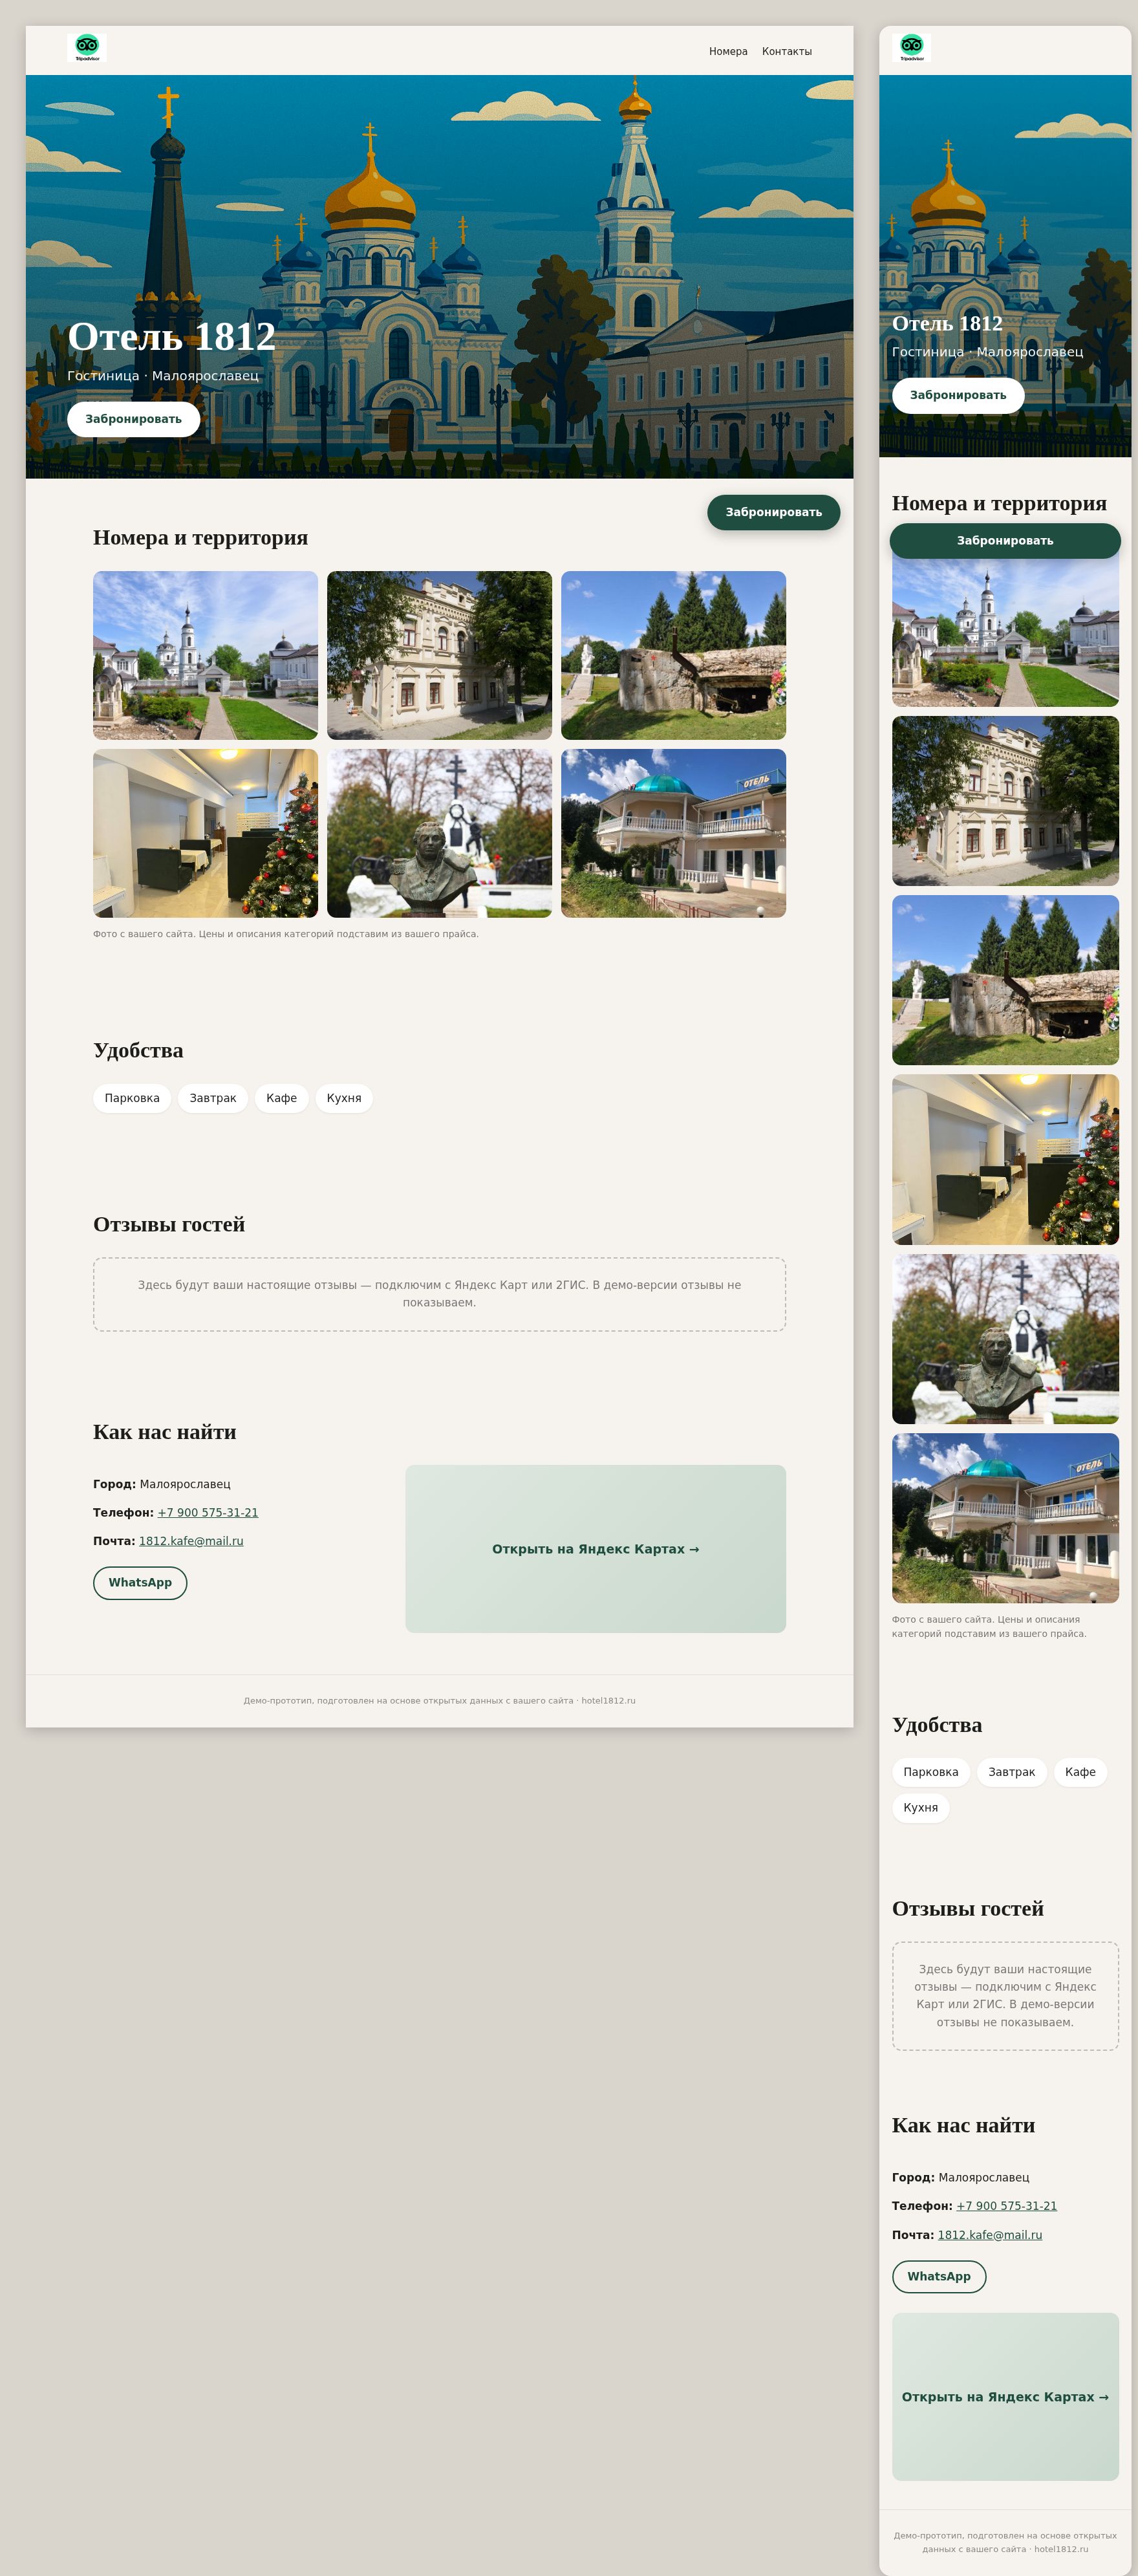 Tripadvisor
Номера Контакты
Отель 1812
Гостиница · Малоярославец
Забронировать
Забронировать
Номера и территория
ОТЕЛЬ
Фото с вашего сайта. Цены и описания категорий подставим из вашего прайса.
Удобства
Парковка Завтрак Кафе Кухня
Отзывы гостей
Здесь будут ваши настоящие отзывы — подключим с Яндекс Карт или 2ГИС. В демо-версии отзывы не
показываем.
Как нас найти
Город: Малоярославец
Телефон: +7 900 575-31-21
Почта: 1812.kafe@mail.ru
WhatsApp
Открыть на Яндекс Картах →
Демо-прототип, подготовлен на основе открытых данных с вашего сайта · hotel1812.ru
Tripadvisor
Отель 1812
Гостиница · Малоярославец
Забронировать
Номера и территория
Забронировать
ОТЕЛЬ
Фото с вашего сайта. Цены и описания
категорий подставим из вашего прайса.
Удобства
Парковка Завтрак Кафе
Кухня
Отзывы гостей
Здесь будут ваши настоящие
отзывы — подключим с Яндекс
Карт или 2ГИС. В демо-версии
отзывы не показываем.
Как нас найти
Город: Малоярославец
Телефон: +7 900 575-31-21
Почта: 1812.kafe@mail.ru
WhatsApp
Открыть на Яндекс Картах →
Демо-прототип, подготовлен на основе открытых
данных с вашего сайта · hotel1812.ru